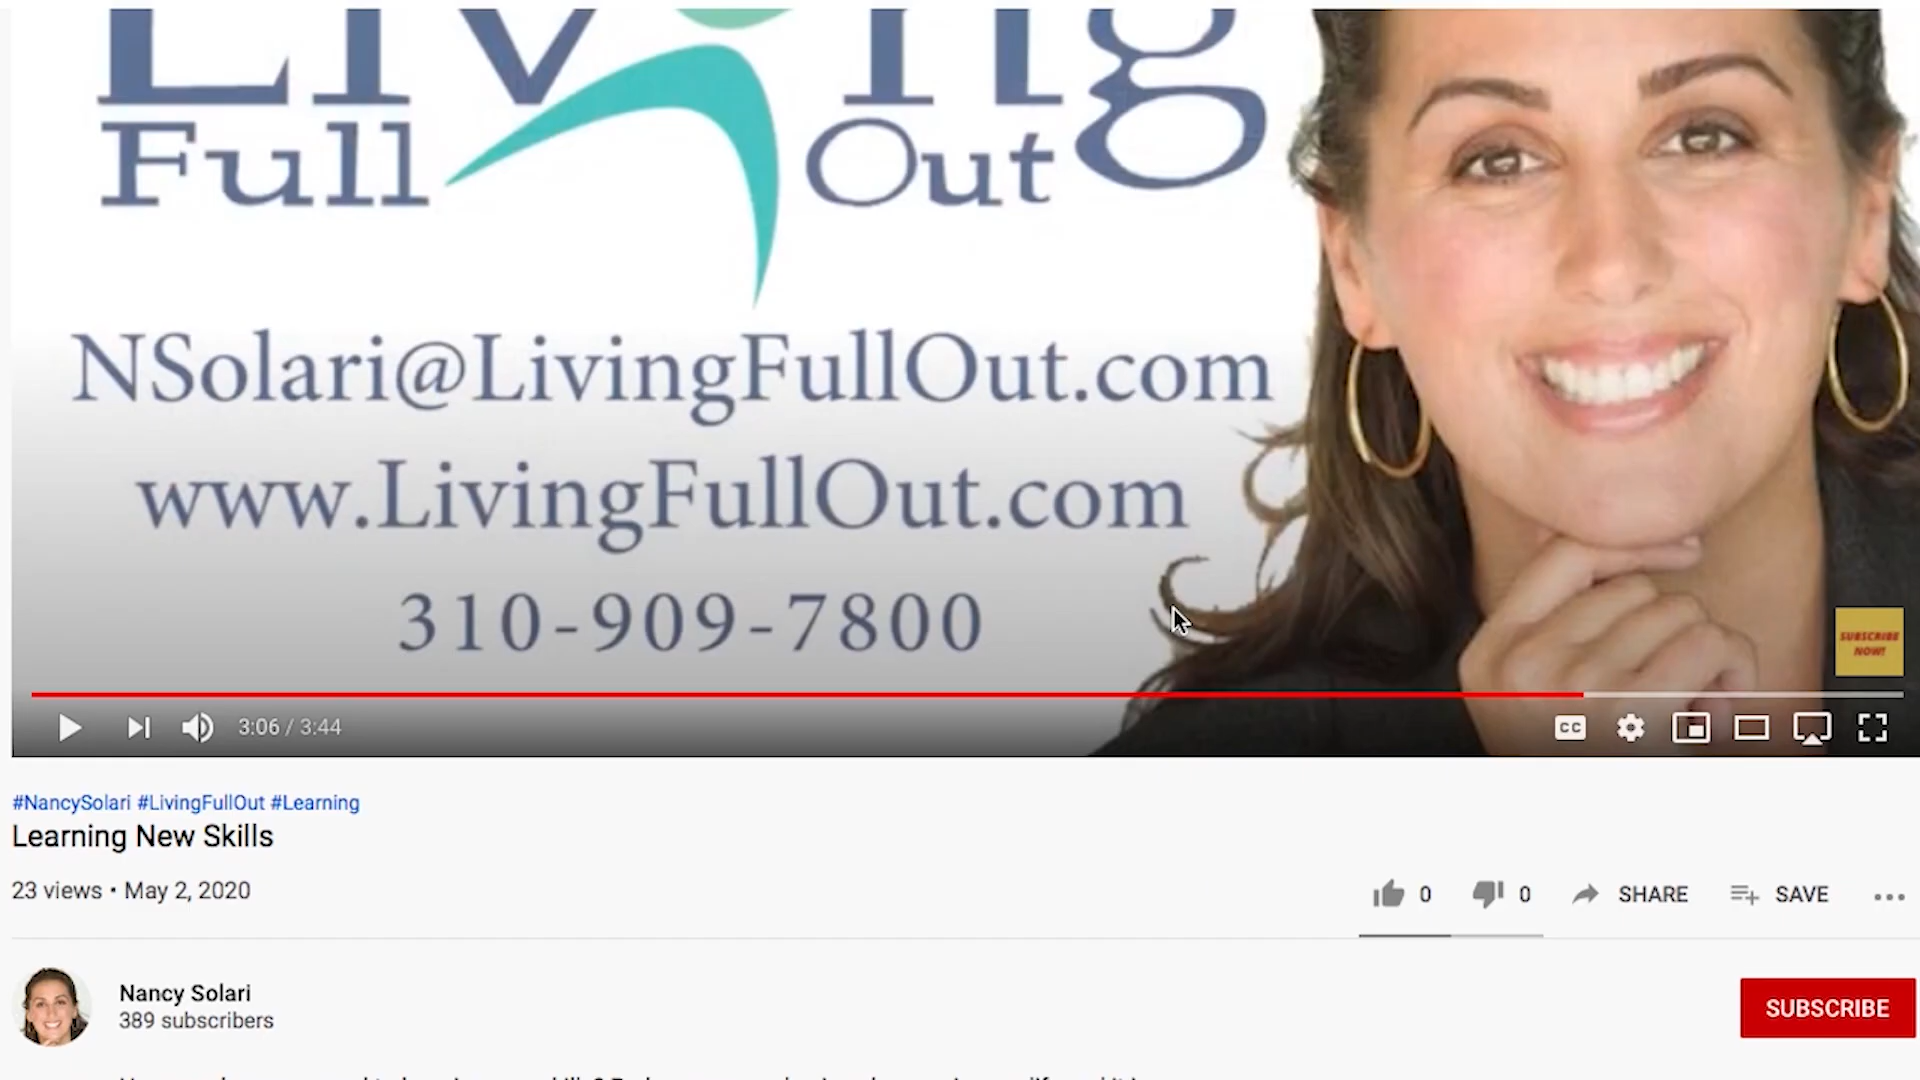 Living
Full Out
NSolari@LivingFullOut.com
www.LivingFullOut.com
310-909-7800
SUBSCRIBE
NOW!
3:06 / 3:44
CC
#NancySolari #LivingFullOut #Learning
Learning New Skills
23 views • May 2, 2020
0 0 SHARE SAVE
Nancy Solari
389 subscribers
SUBSCRIBE